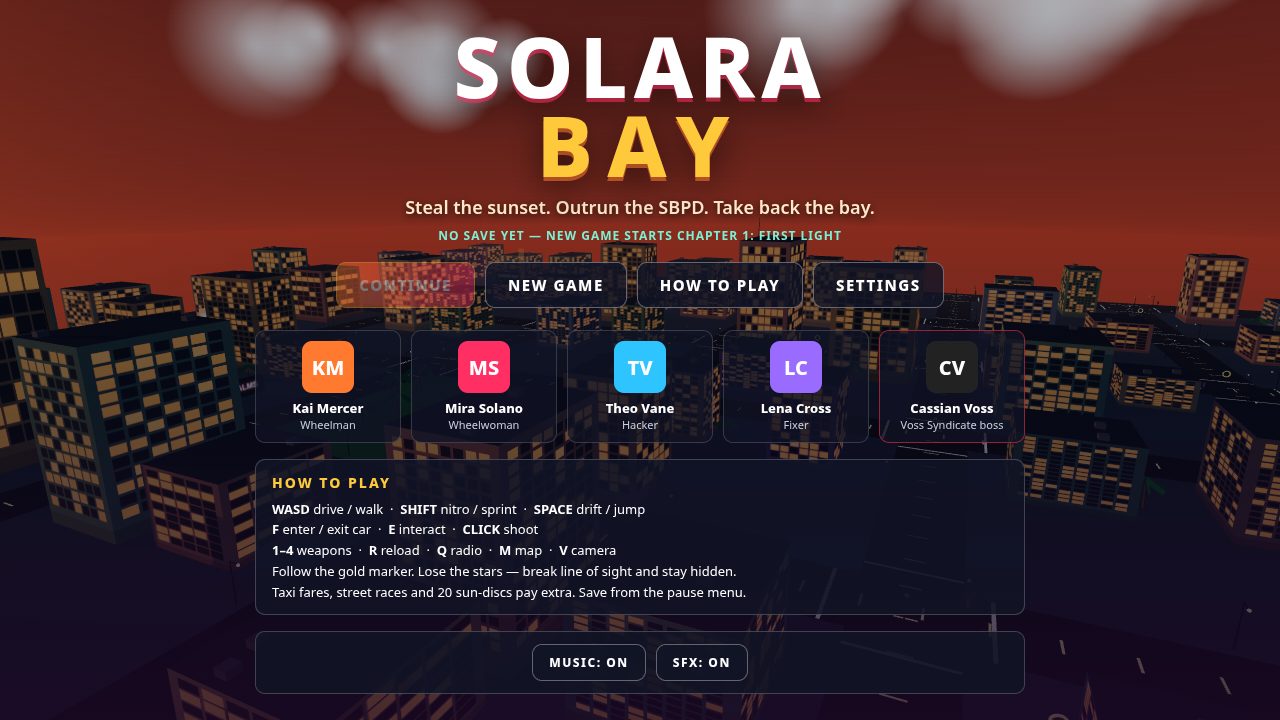 SOLARA
BAY
Steal the sunset. Outrun the SBPD. Take back the bay.
NO SAVE YET — NEW GAME STARTS CHAPTER 1: FIRST LIGHT
CONTINUE NEW GAME HOW TO PLAY SETTINGS
KM MS TV LC CV
Kai Mercer Mira Solano Theo Vane Lena Cross Cassian Voss
Wheelman Wheelwoman Hacker Fixer Voss Syndicate boss
HOW TO PLAY
WASD drive / walk · SHIFT nitro / sprint · SPACE drift / jump
F enter / exit car · E interact · CLICK shoot
1–4 weapons · R reload · Q radio · M map · V camera
Follow the gold marker. Lose the stars — break line of sight and stay hidden.
Taxi fares, street races and 20 sun-discs pay extra. Save from the pause menu.
MUSIC: ON SFX: ON